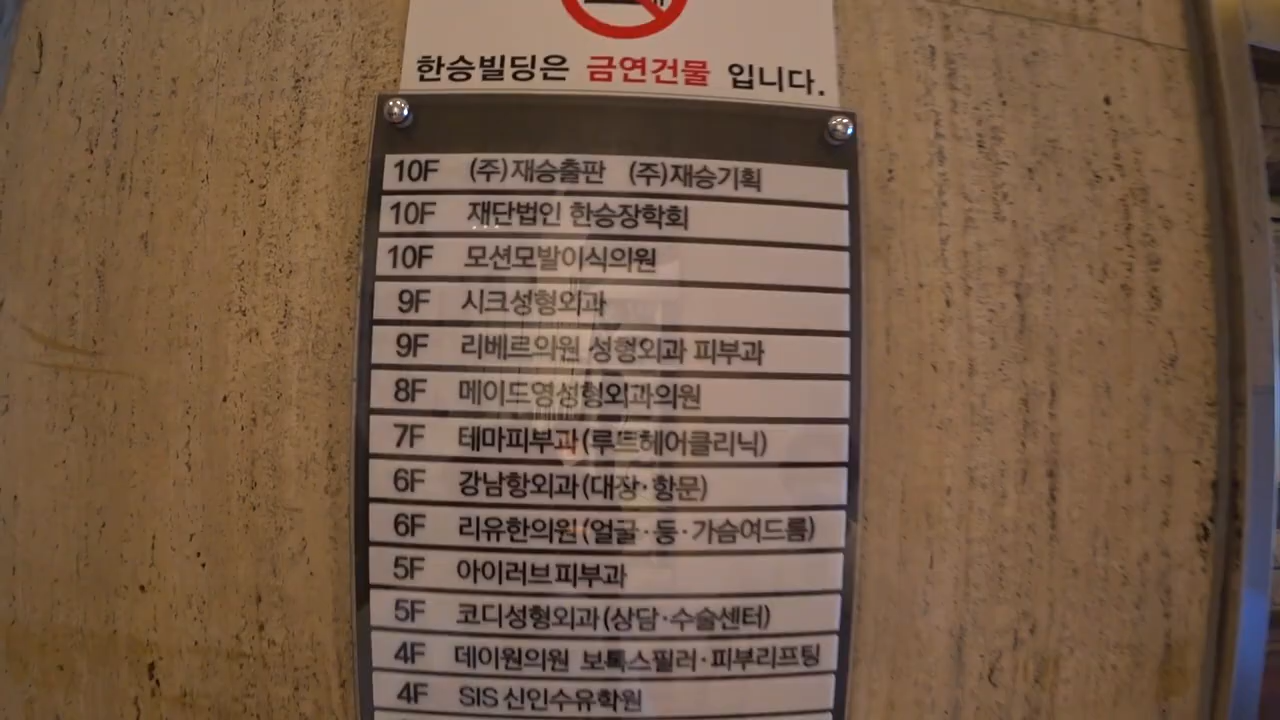 한승빌딩은 금연건물 입니다.
10F (주)재승출판 (주)재승기획
10F 재단법인 한승장학회
10F 모션모발이식의원
9F 시크성형외과
9F 리베르의원 성형외과 피부과
8F 메이드영성형외과의원
7F 테마피부과(루트헤어클리닉)
6F 강남항외과(대장·항문)
6F 리유한의원(얼굴·등·가슴여드름)
5F 아이러브피부과
5F 코디성형외과(상담·수술센터)
4F 데이원의원 보톡스필러·피부리프팅
4F SIS신인수유학원